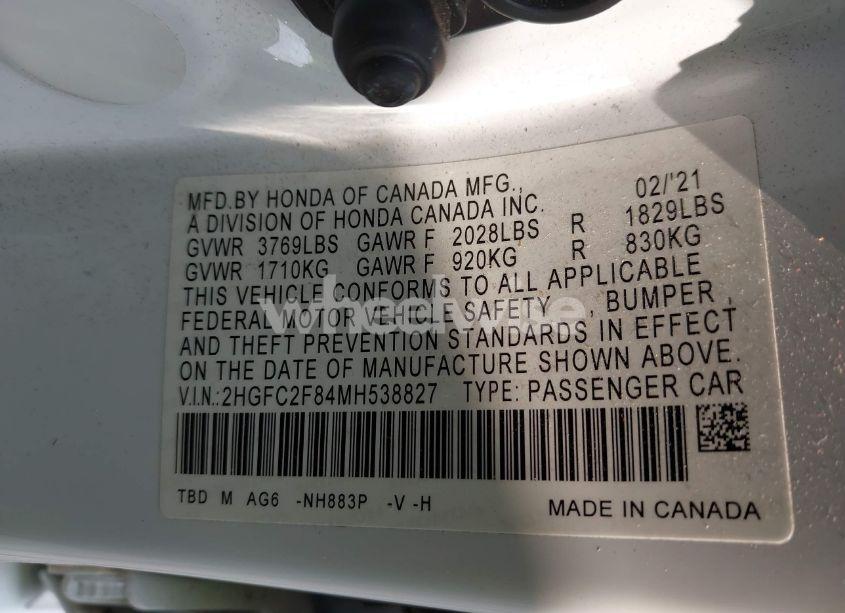 MFD.BY HONDA OF CANADA MFG., 02/'21
A DIVISION OF HONDA CANADA INC.
GVWR 3769LBS GAWR F 2028LBS R 1829LBS
GVWR 1710KG GAWR F 920KG R 830KG
THIS VEHICLE CONFORMS TO ALL APPLICABLE
FEDERAL MOTOR VEHICLE SAFETY , BUMPER ,
AND THEFT PREVENTION STANDARDS IN EFFECT
ON THE DATE OF MANUFACTURE SHOWN ABOVE.
V.I.N.:2HGFC2F84MH538827 TYPE: PASSENGER CAR
TBD M AG6 -NH883P -V -H MADE IN CANADA